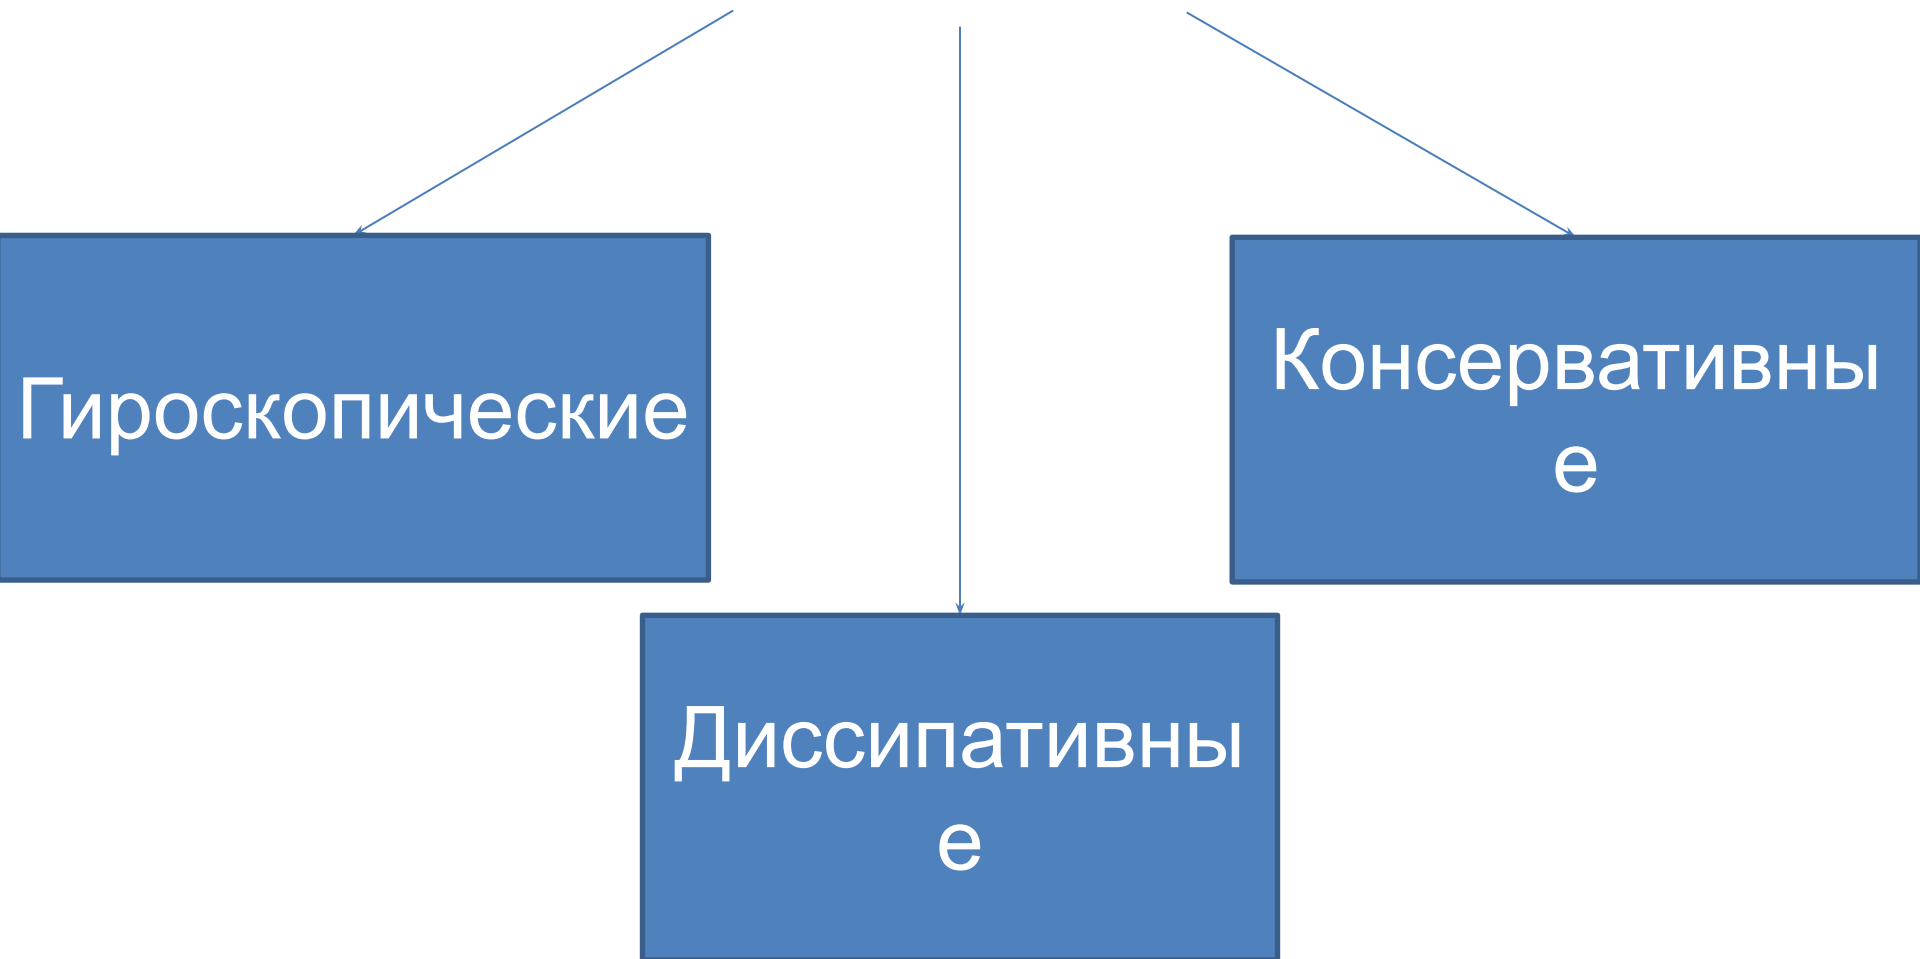 Гироскопические
Консервативны
е
Диссипативны
е